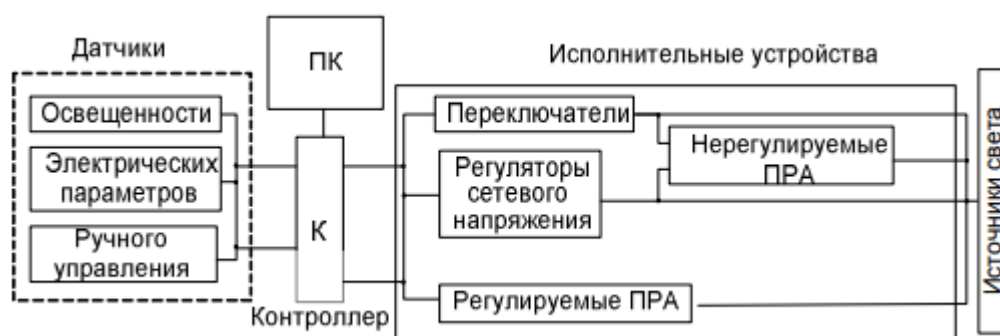 Датчики
Освещенности
Электрических
параметров
Ручного
управления
ПК
К
Контроллер
Исполнительные устройства
Переключатели
Регуляторы
сетевого
напряжения
Нерегулируемые
ПРА
Регулируемые ПРА
Источники света